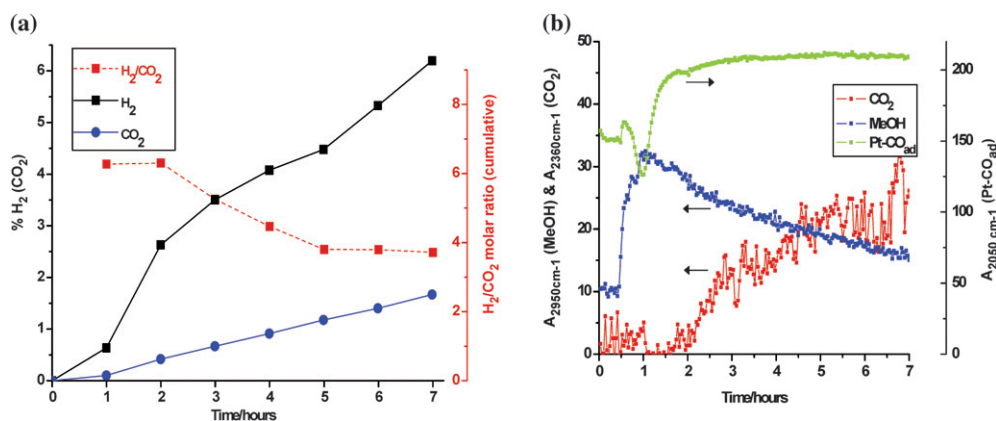 (a)
H2/CO2
H2
CO2
% H2 (CO2)
6
5
4
3
2
1
0
0 1 2 3 4 5 6 7
Time/hours
8
6
4
2
0
H2/CO2 molar ratio (cumulative)
(b)
A2950cm-1 (MeOH) & A2360cm-1 (CO2)
50
40
30
20
10
0
CO2
MeOH
Pt-COad
0 1 2 3 4 5 6 7
Time/hours
200
150
100
50
0
A2050 cm-1 (Pt-COad)